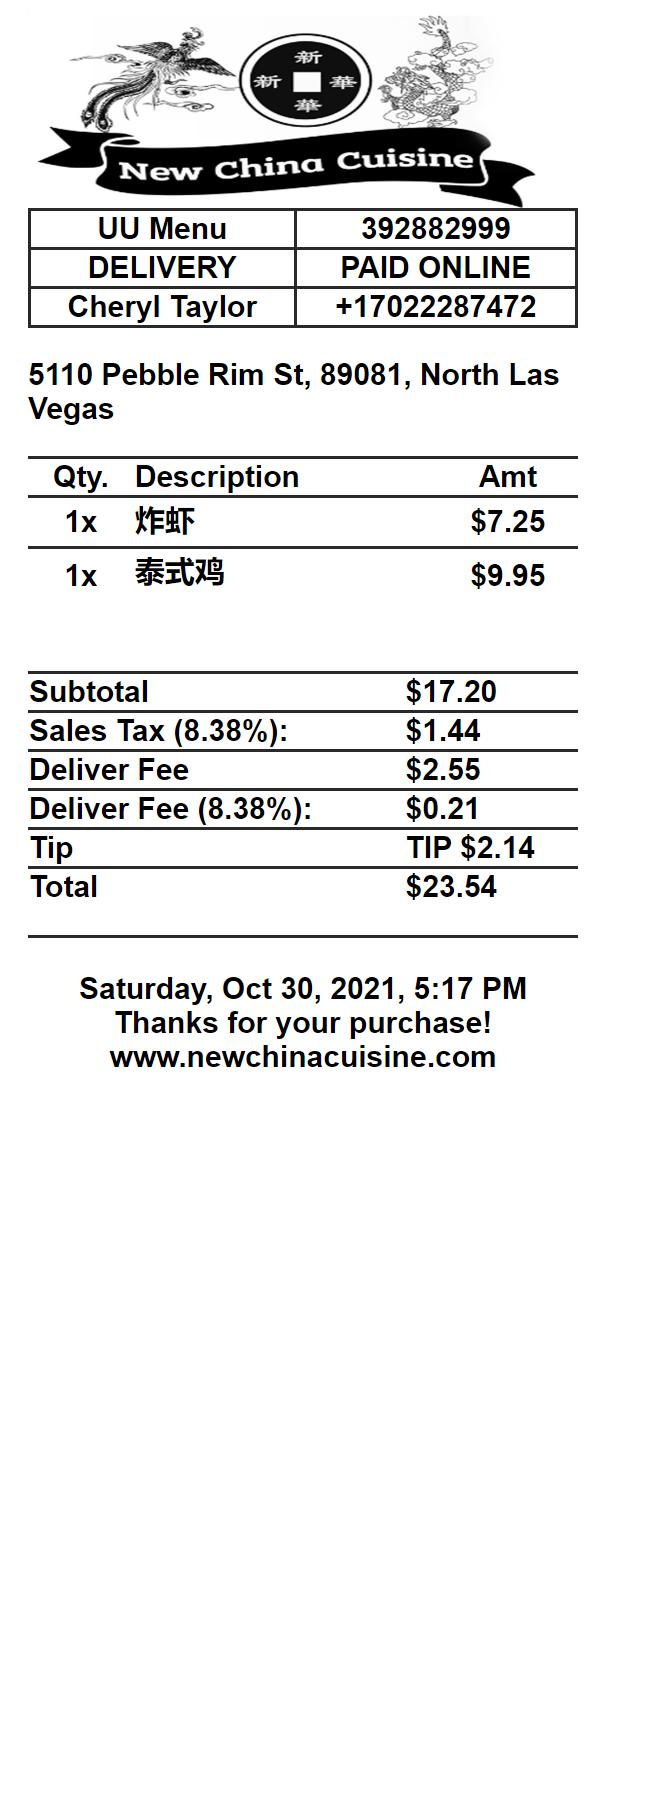 新
新 華
華
New China Cuisine
UU Menu 392882999
DELIVERY PAID ONLINE
Cheryl Taylor +17022287472
5110 Pebble Rim St, 89081, North Las
Vegas
Qty. Description Amt
1x 炸虾 $7.25
1x 泰式鸡 $9.95
Subtotal $17.20
Sales Tax (8.38%): $1.44
Deliver Fee $2.55
Deliver Fee (8.38%): $0.21
Tip TIP $2.14
Total $23.54
Saturday, Oct 30, 2021, 5:17 PM
Thanks for your purchase!
www.newchinacuisine.com